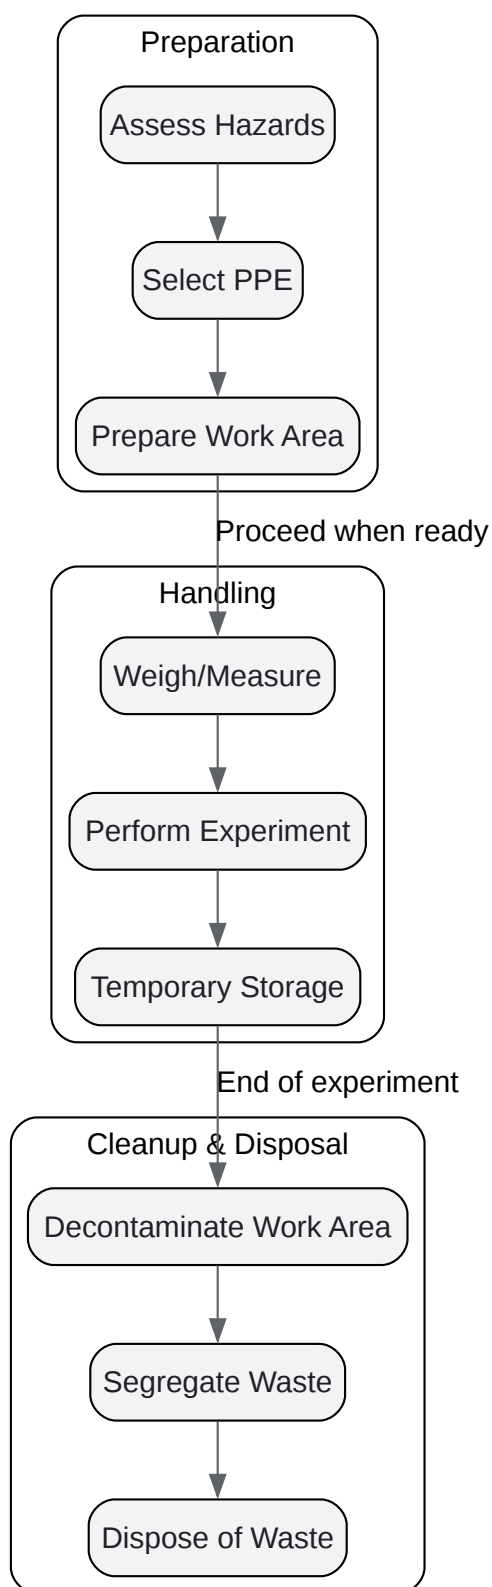 Preparation
Assess Hazards
Select PPE
Prepare Work Area
Proceed when ready
Handling
Weigh/Measure
Perform Experiment
Temporary Storage
End of experiment
Cleanup & Disposal
Decontaminate Work Area
Segregate Waste
Dispose of Waste